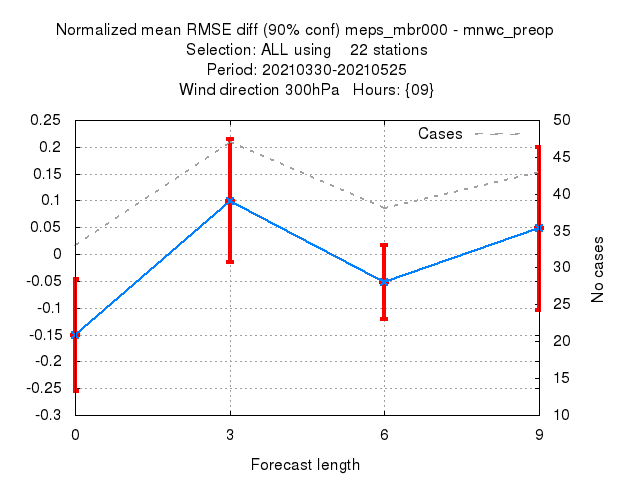 Normalized mean RMSE diff (90% conf) meps_mbr000 - mnwc_preop
Selection: ALL using    22 stations
Period: 20210330-20210525
Wind direction 300hPa   Hours: {09}
0.25
0.2
0.15
0.1
0.05
0
-0.05
-0.1
-0.15
-0.2
-0.25
-0.3
Cases
50
45
40
35
30
25
20
15
10
No cases
0 3 6 9
Forecast length